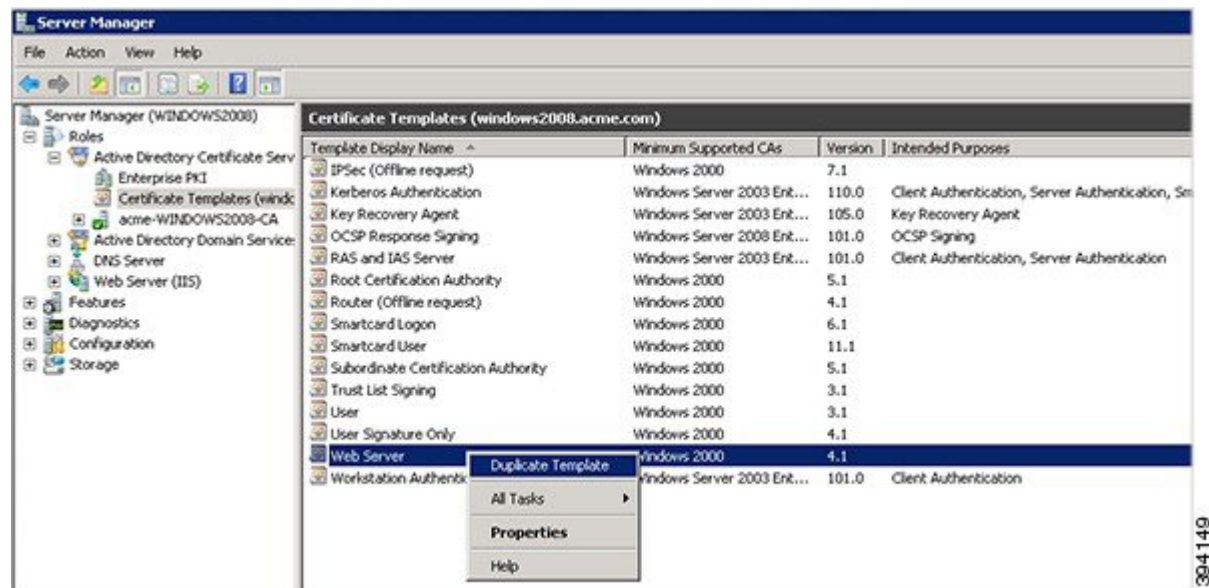 Server Manager
File Action View Help
Server Manager (WINDOWS2008)
Roles
Active Directory Certificate Serv
Enterprise PKI
Certificate Templates (windc
acme-WINDOWS2008-CA
Active Directory Domain Service:
DNS Server
Web Server (IIS)
Features
Diagnostics
Configuration
Storage
Certificate Templates (windows2008.acme.com)
Template Display Name Minimum Supported CAs Version Intended Purposes
IPSec (Offline request) Windows 2000 7.1
Kerberos Authentication Windows Server 2003 Ent... 110.0 Client Authentication, Server Authentication, Sm
Key Recovery Agent Windows Server 2003 Ent... 105.0 Key Recovery Agent
OCSP Response Signing Windows Server 2008 Ent... 101.0 OCSP Signing
RAS and IAS Server Windows Server 2003 Ent... 101.0 Client Authentication, Server Authentication
Root Certification Authority Windows 2000 5.1
Router (Offline request) Windows 2000 4.1
Smartcard Logon Windows 2000 6.1
Smartcard User Windows 2000 11.1
Subordinate Certification Authority Windows 2000 5.1
Trust List Signing Windows 2000 3.1
User Windows 2000 3.1
User Signature Only Windows 2000 4.1
Web Server Windows 2000 4.1
Workstation Authentic Windows Server 2003 Ent... 101.0 Client Authentication
Duplicate Template
All Tasks
Properties
Help
394149